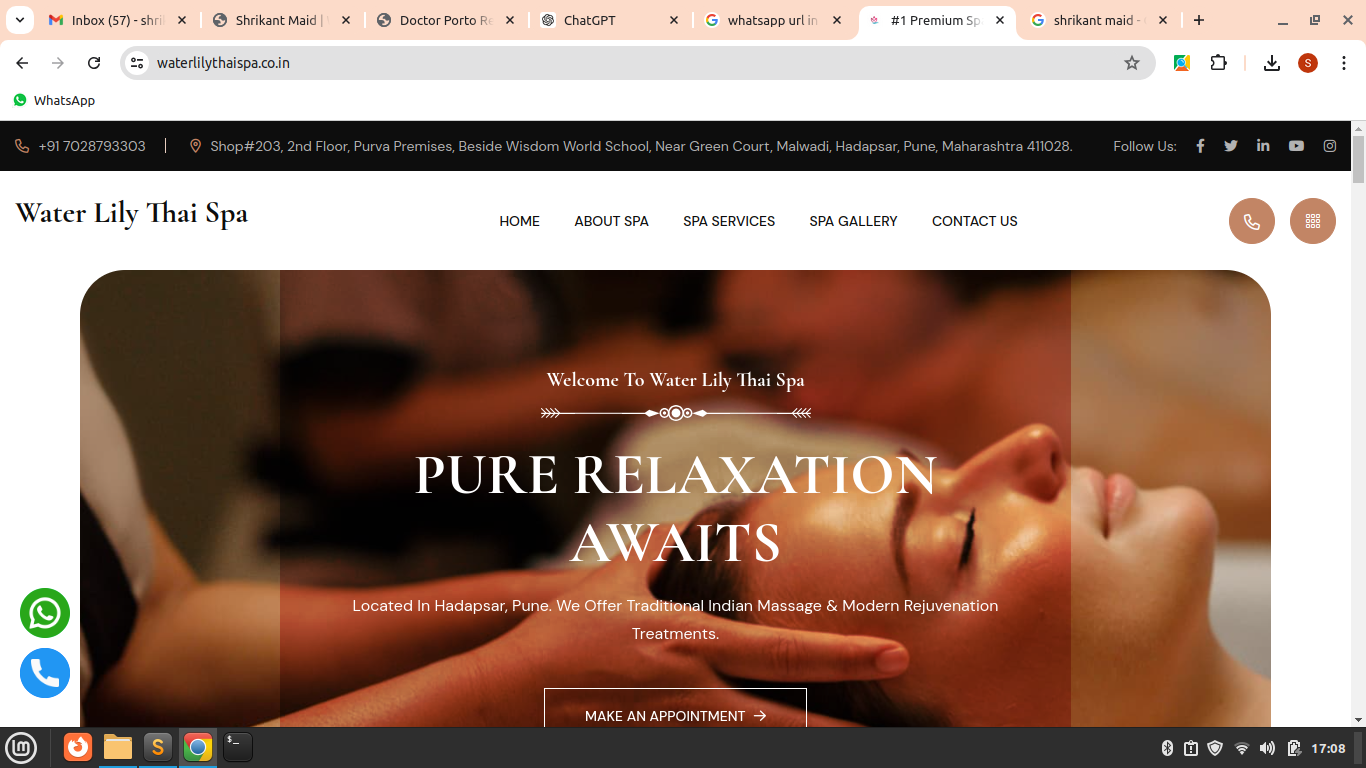 Inbox (57) - shri
Shrikant Maid |
Doctor Porto Re
ChatGPT
whatsapp url in
#1 Premium Sp
shrikant maid -
waterlilythaispa.co.in
S
WhatsApp
+91 7028793303
Shop#203, 2nd Floor, Purva Premises, Beside Wisdom World School, Near Green Court, Malwadi, Hadapsar, Pune, Maharashtra 411028.
Follow Us:
Water Lily Thai Spa
HOME ABOUT SPA SPA SERVICES SPA GALLERY CONTACT US
Welcome To Water Lily Thai Spa
PURE RELAXATION
AWAITS
Located In Hadapsar, Pune. We Offer Traditional Indian Massage & Modern Rejuvenation
Treatments.
MAKE AN APPOINTMENT
17:08